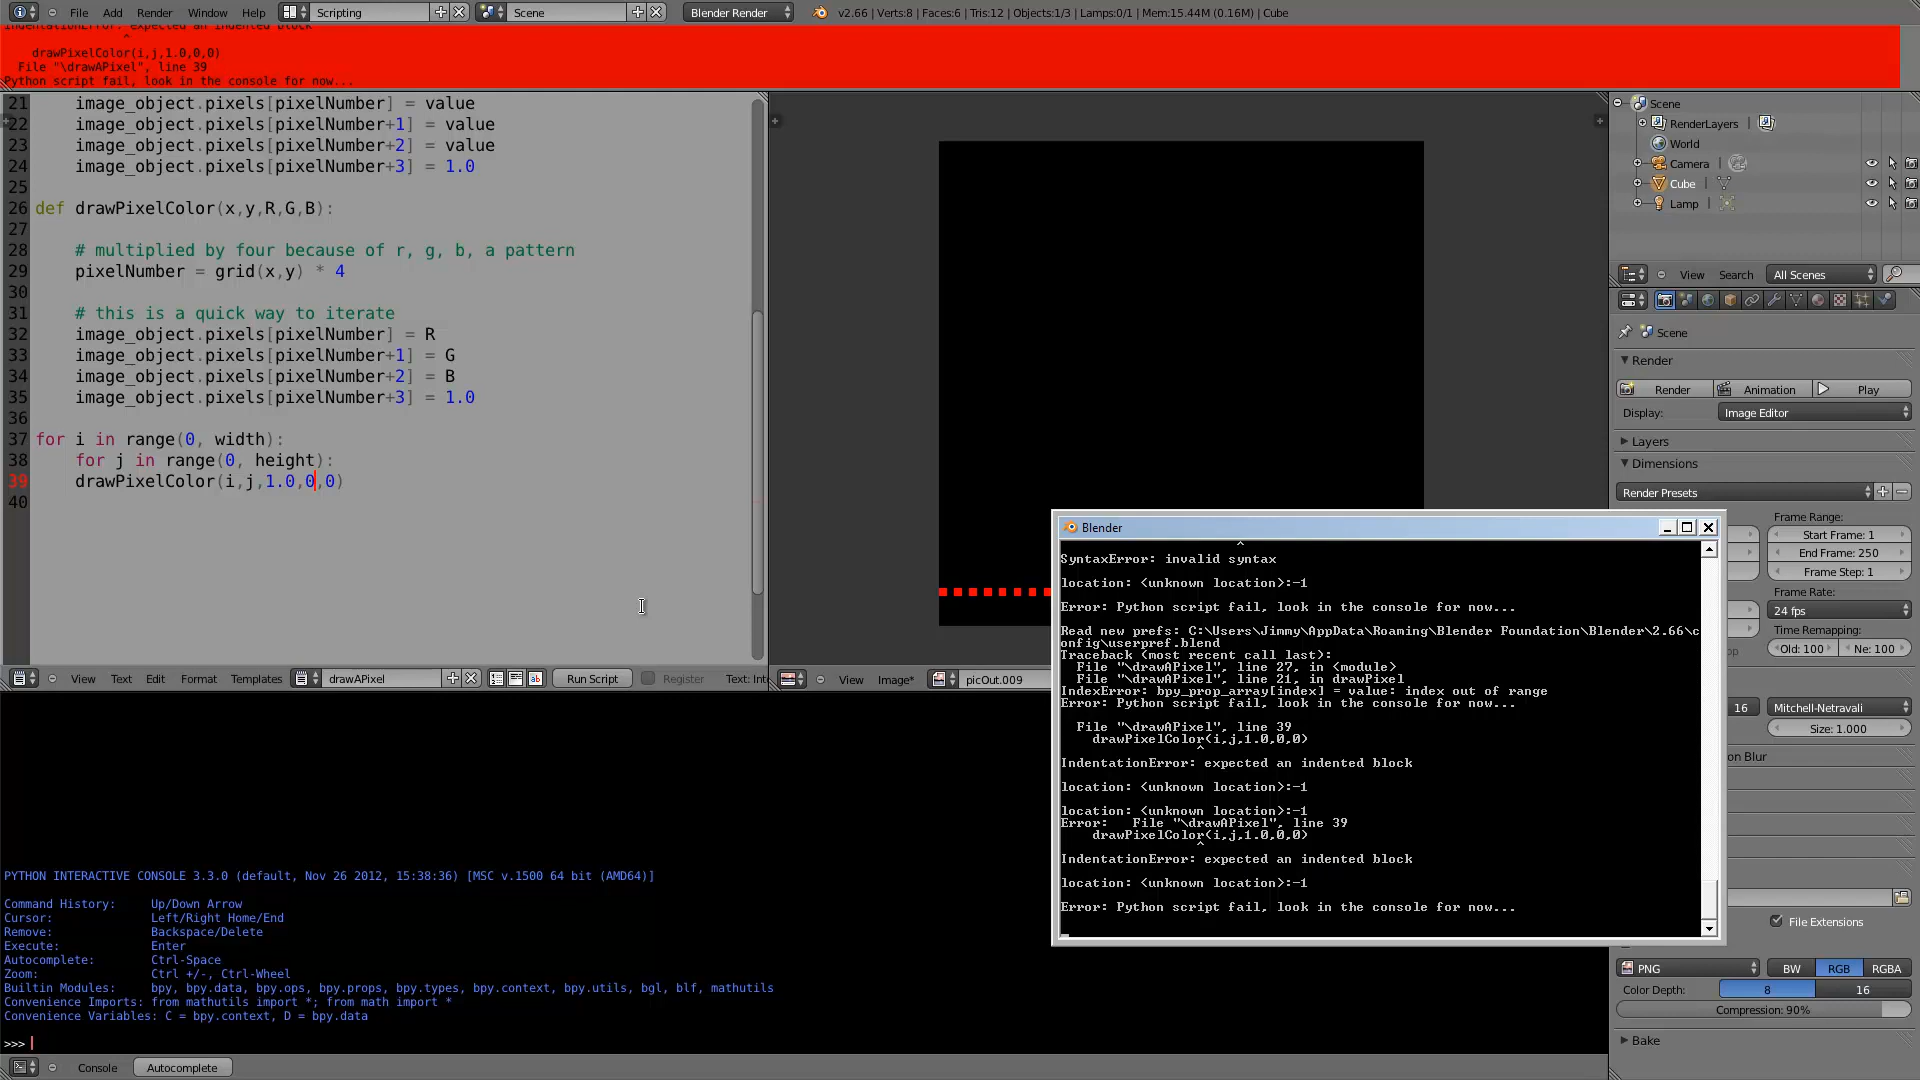 File Add Render Window Help Scripting Scene Blender Render v2.66 | Verts:8 | Faces:6 | Tris:12 | Objects:1/3 | Lamps:0/1 | Mem:15.44M (0.16M) | Cube
IndentationError: expected an indented block
^
drawPixelColor(i,j,1.0,0,0)
File "\drawAPixel", line 39
Python script fail, look in the console for now...
21 image_object.pixels[pixelNumber] = value
22 image_object.pixels[pixelNumber+1] = value
23 image_object.pixels[pixelNumber+2] = value
24 image_object.pixels[pixelNumber+3] = 1.0
25
26 def drawPixelColor(x,y,R,G,B):
27
28 # multiplied by four because of r, g, b, a pattern
29 pixelNumber = grid(x,y) * 4
30
31 # this is a quick way to iterate
32 image_object.pixels[pixelNumber] = R
33 image_object.pixels[pixelNumber+1] = G
34 image_object.pixels[pixelNumber+2] = B
35 image_object.pixels[pixelNumber+3] = 1.0
36
37 for i in range(0, width):
38 for j in range(0, height):
39 drawPixelColor(i,j,1.0,0,0)
40
View Text Edit Format Templates drawAPixel Run Script Register Text: Int
View Image* picOut.009
PYTHON INTERACTIVE CONSOLE 3.3.0 (default, Nov 26 2012, 15:38:36) [MSC v.1500 64 bit (AMD64)]
Command History: Up/Down Arrow
Cursor: Left/Right Home/End
Remove: Backspace/Delete
Execute: Enter
Autocomplete: Ctrl-Space
Zoom: Ctrl +/-, Ctrl-Wheel
Builtin Modules: bpy, bpy.data, bpy.ops, bpy.props, bpy.types, bpy.context, bpy.utils, bgl, blf, mathutils
Convenience Imports: from mathutils import *; from math import *
Convenience Variables: C = bpy.context, D = bpy.data
>>>
Console Autocomplete
Blender
^
SyntaxError: invalid syntax
location: <unknown location>:-1
Error: Python script fail, look in the console for now...
Read new prefs: C:\Users\Jimmy\AppData\Roaming\Blender Foundation\Blender\2.66\c
onfig\userpref.blend
Traceback (most recent call last):
File "\drawAPixel", line 27, in <module>
File "\drawAPixel", line 21, in drawPixel
IndexError: bpy_prop_array[index] = value: index out of range
Error: Python script fail, look in the console for now...
File "\drawAPixel", line 39
drawPixelColor(i,j,1.0,0,0)
^
IndentationError: expected an indented block
location: <unknown location>:-1
location: <unknown location>:-1
Error: File "\drawAPixel", line 39
drawPixelColor(i,j,1.0,0,0)
^
IndentationError: expected an indented block
location: <unknown location>:-1
Error: Python script fail, look in the console for now...
Scene
RenderLayers
World
Camera
Cube
Lamp
View Search All Scenes
Scene
Render
Render Animation Play
Display: Image Editor
Layers
Dimensions
Render Presets
Frame Range:
Start Frame: 1
End Frame: 250
Frame Step: 1
Frame Rate:
24 fps
Time Remapping:
Old: 100 Ne: 100
16 Mitchell-Netravali
Size: 1.000
on Blur
File Extensions
PNG BW RGB RGBA
Color Depth: 8 16
Compression: 90%
Bake